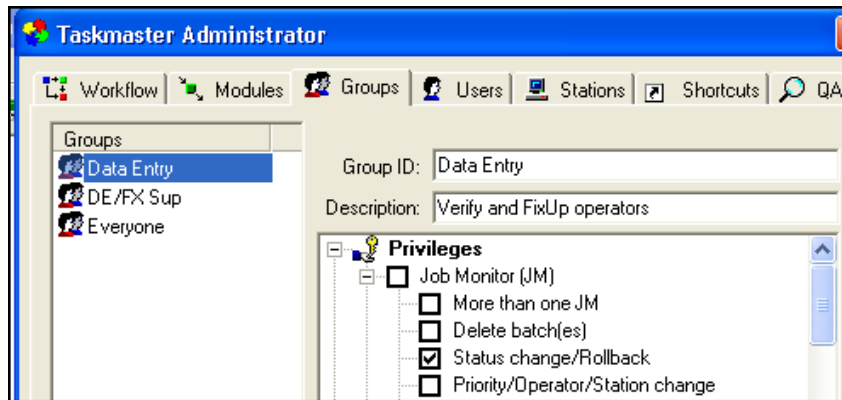 Taskmaster Administrator
Workflow Modules Groups Users Stations Shortcuts QA
Groups
Data Entry
DE/FX Sup
Everyone
Group ID: Data Entry
Description: Verify and FixUp operators
Privileges
Job Monitor (JM)
More than one JM
Delete batch(es)
Status change/Rollback
Priority/Operator/Station change